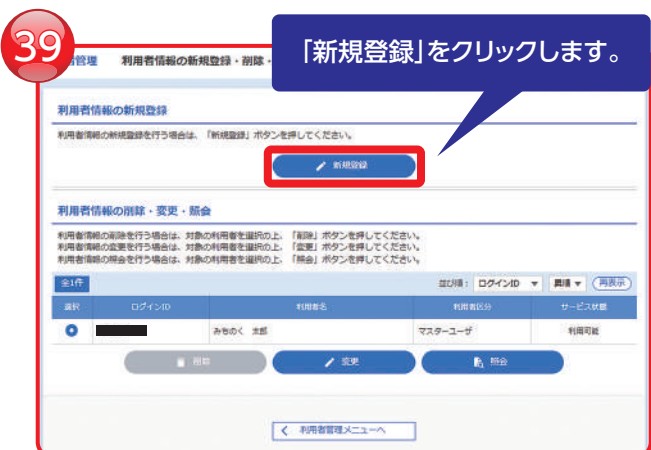 39
「新規登録」をクリックします。
管理 利用者情報の新規登録・削除・
利用者情報の新規登録
利用者情報の新規登録を行う場合は、「新規登録」ボタンを押してください。
新規登録
利用者情報の削除・変更・照会
利用者情報の削除を行う場合は、対象の利用者を選択の上、「削除」ボタンを押してください。
利用者情報の変更を行う場合は、対象の利用者を選択の上、「変更」ボタンを押してください。
利用者情報の照会を行う場合は、対象の利用者を選択の上、「照会」ボタンを押してください。
全1件 並び順： ログインID ▼ 昇順 ▼ 再表示
選択 ログインID 利用者名 利用者区分 サービス状態
みちのく 太郎 マスターユーザ 利用可能
削除 変更 照会
利用者管理メニューへ